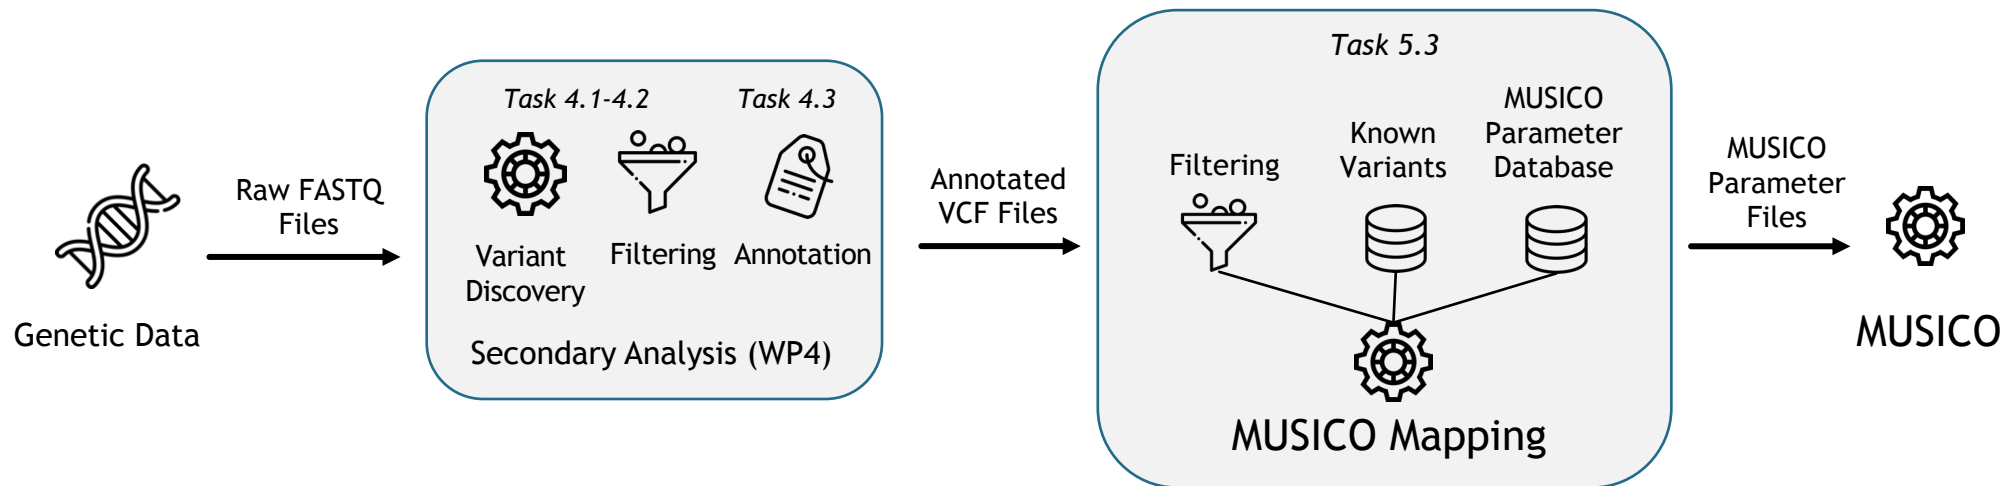 Genetic Data
Raw FASTQ
Files
Task 4.1-4.2
Task 4.3
Variant
Discovery
Filtering
Annotation
Secondary Analysis (WP4)
Annotated
VCF Files
Task 5.3
Filtering
Known
Variants
MUSICO
Parameter
Database
MUSICO Mapping
MUSICO
Parameter
Files
MUSICO